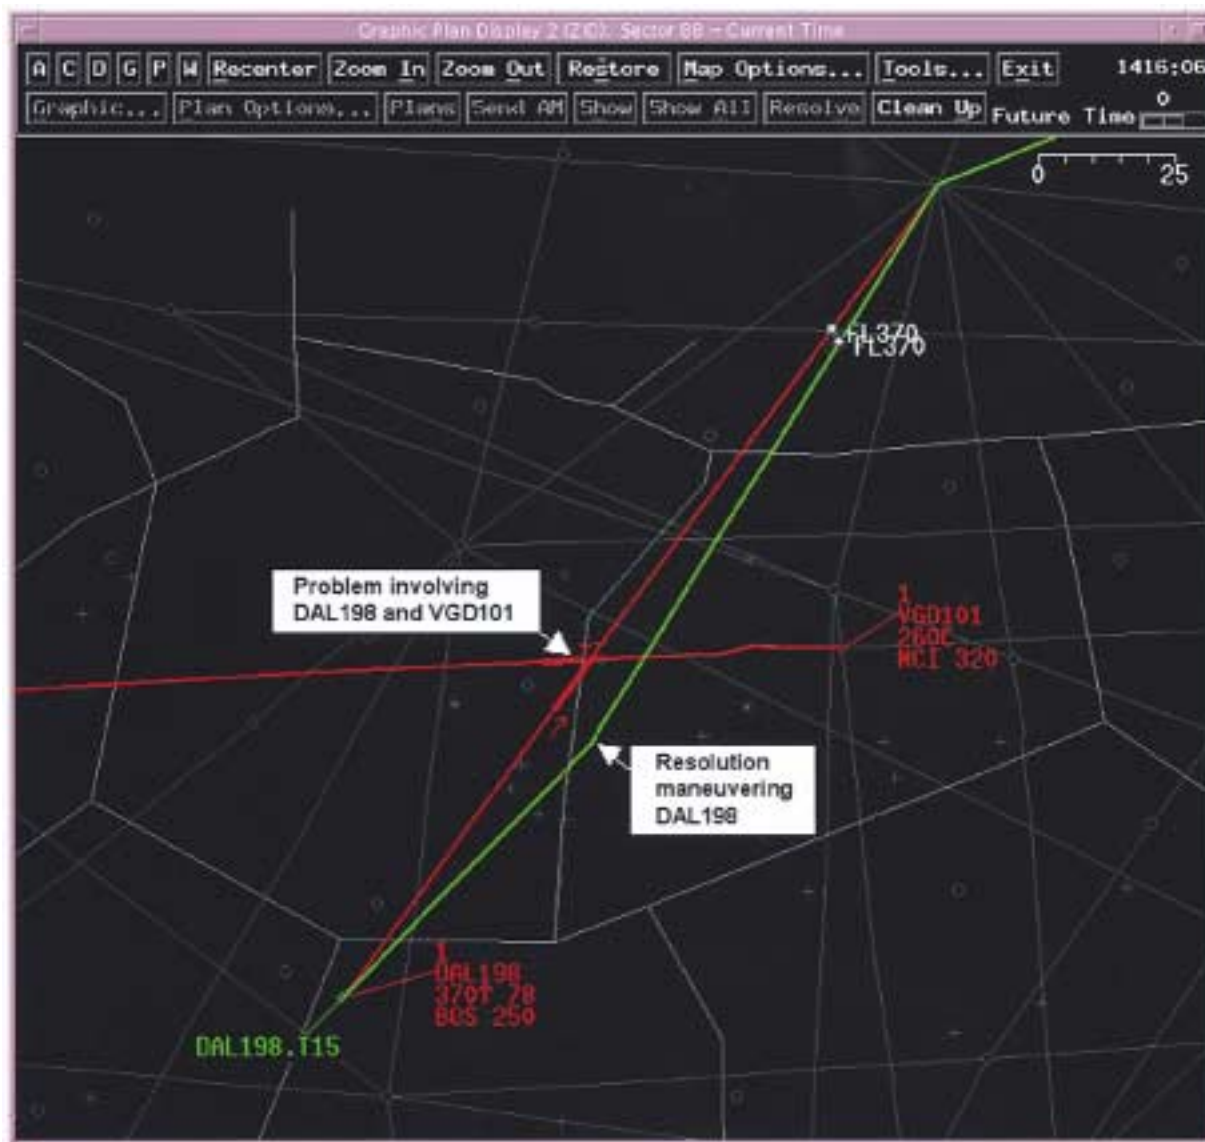 Graphic Plan Display 2 (ZID): Sector 88 - Current Time
A C D G P W Recenter Zoom In Zoom Out Restore Map Options... Tools... Exit 1416:06
Graphic... Plan Options... Plans Send AM Show Show All Resolve Clean Up Future Time 0
0 25
FL370
FL370
Problem involving
DAL198 and VGD101
1
VGD101
260C
MCI 320
Resolution
maneuvering
DAL198
1
DAL198
370T 78
BOS 250
DAL198.T15